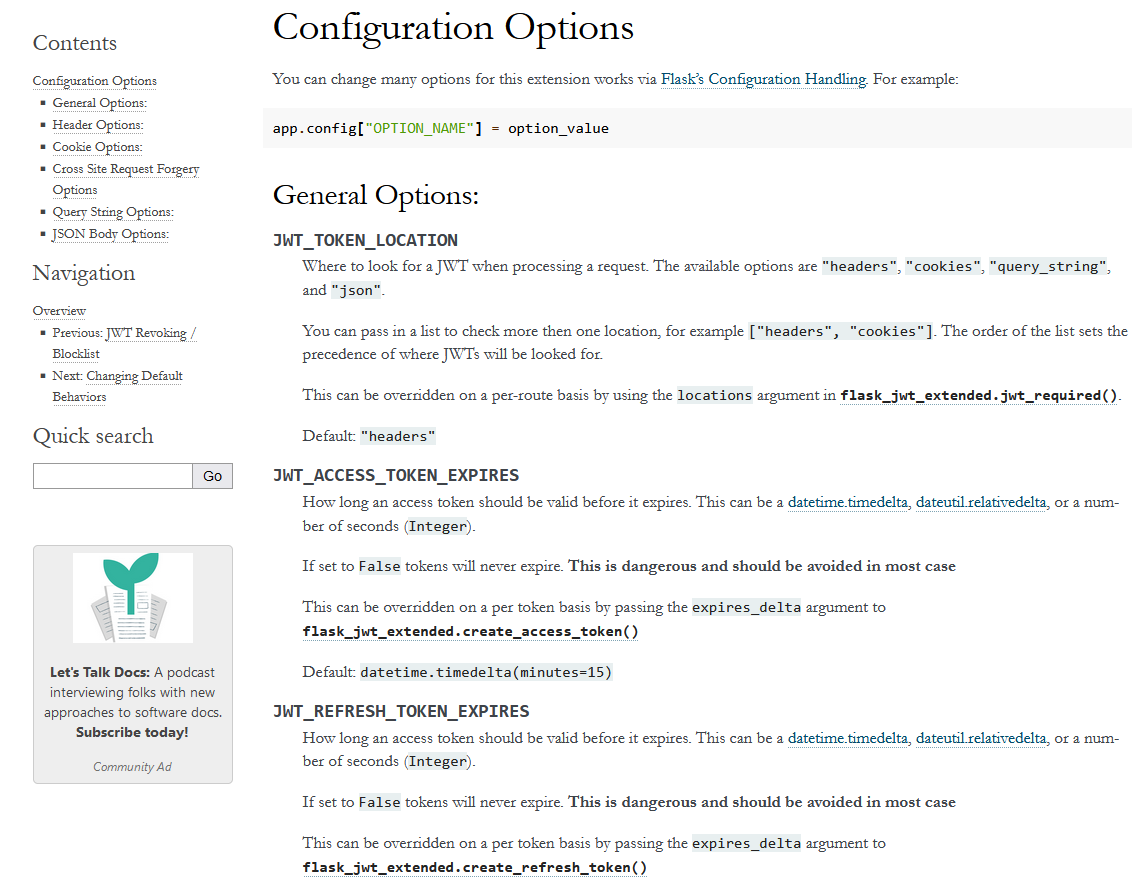 Contents
Configuration Options
General Options:
Header Options:
Cookie Options:
Cross Site Request Forgery
Options
Query String Options:
JSON Body Options:
Navigation
Overview
Previous: JWT Revoking /
Blocklist
Next: Changing Default
Behaviors
Quick search
Go
Let's Talk Docs: A podcast
interviewing folks with new
approaches to software docs.
Subscribe today!
Community Ad
Configuration Options
You can change many options for this extension works via Flask’s Configuration Handling. For example:
app.config["OPTION_NAME"] = option_value
General Options:
JWT_TOKEN_LOCATION
Where to look for a JWT when processing a request. The available options are "headers", "cookies", "query_string",
and "json".
You can pass in a list to check more then one location, for example ["headers", "cookies"]. The order of the list sets the
precedence of where JWTs will be looked for.
This can be overridden on a per-route basis by using the locations argument in flask_jwt_extended.jwt_required().
Default: "headers"
JWT_ACCESS_TOKEN_EXPIRES
How long an access token should be valid before it expires. This can be a datetime.timedelta, dateutil.relativedelta, or a num-
ber of seconds (Integer).
If set to False tokens will never expire. This is dangerous and should be avoided in most case
This can be overridden on a per token basis by passing the expires_delta argument to
flask_jwt_extended.create_access_token()
Default: datetime.timedelta(minutes=15)
JWT_REFRESH_TOKEN_EXPIRES
How long an access token should be valid before it expires. This can be a datetime.timedelta, dateutil.relativedelta, or a num-
ber of seconds (Integer).
If set to False tokens will never expire. This is dangerous and should be avoided in most case
This can be overridden on a per token basis by passing the expires_delta argument to
flask_jwt_extended.create_refresh_token()